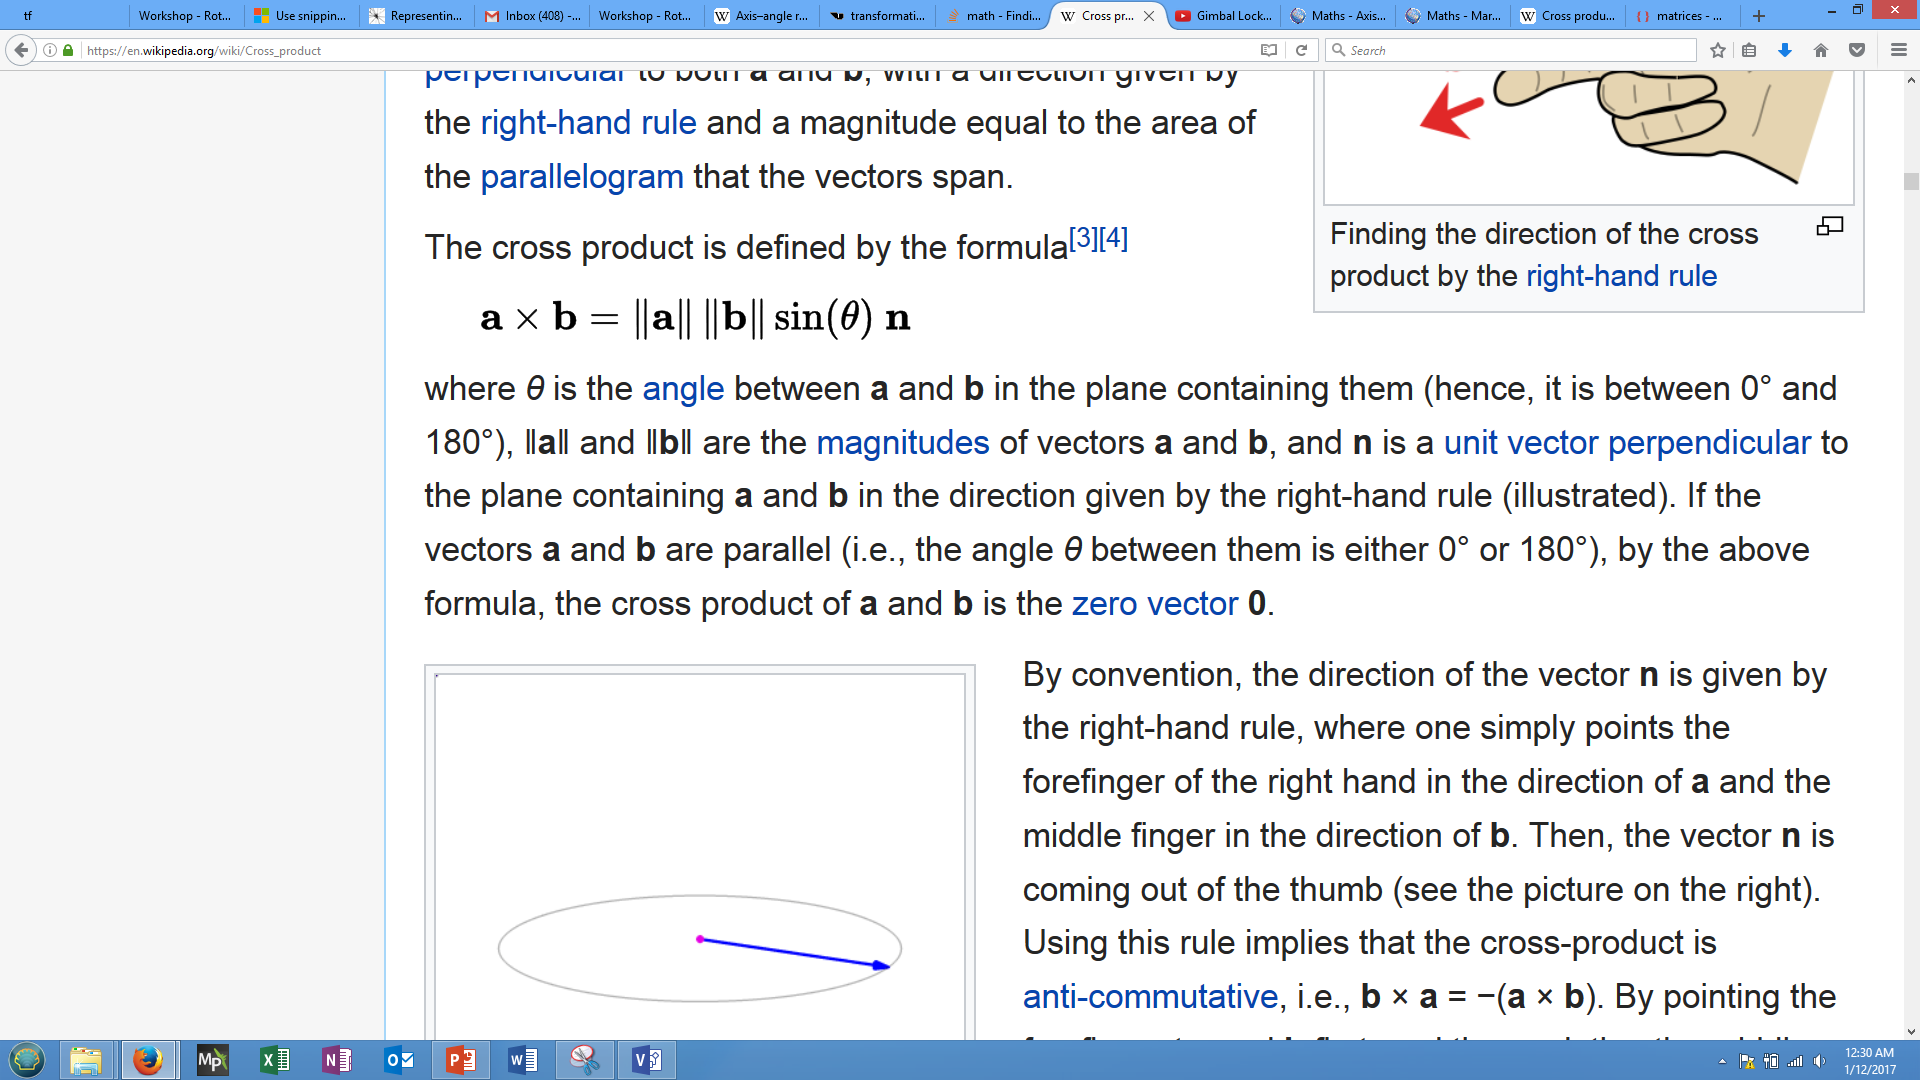 tf
Workshop - Rot...
Use snippin...
Representin...
Inbox (408) -...
Workshop - Rot...
Axis–angle r...
transformati...
math - Findi...
Cross pr...
Gimbal Lock...
Maths - Axis...
Maths - Mar...
Cross produ...
matrices - ...
https://en.wikipedia.org/wiki/Cross_product
Search
perpendicular to both a and b, with a direction given by
the right-hand rule and a magnitude equal to the area of
the parallelogram that the vectors span.
Finding the direction of the cross
product by the right-hand rule
The cross product is defined by the formula[3][4]
a × b = ‖a‖ ‖b‖ sin(θ) n
where θ is the angle between a and b in the plane containing them (hence, it is between 0° and
180°), ‖a‖ and ‖b‖ are the magnitudes of vectors a and b, and n is a unit vector perpendicular to
the plane containing a and b in the direction given by the right-hand rule (illustrated). If the
vectors a and b are parallel (i.e., the angle θ between them is either 0° or 180°), by the above
formula, the cross product of a and b is the zero vector 0.
By convention, the direction of the vector n is given by
the right-hand rule, where one simply points the
forefinger of the right hand in the direction of a and the
middle finger in the direction of b. Then, the vector n is
coming out of the thumb (see the picture on the right).
Using this rule implies that the cross-product is
anti-commutative, i.e., b × a = −(a × b). By pointing the
12:30 AM
1/12/2017